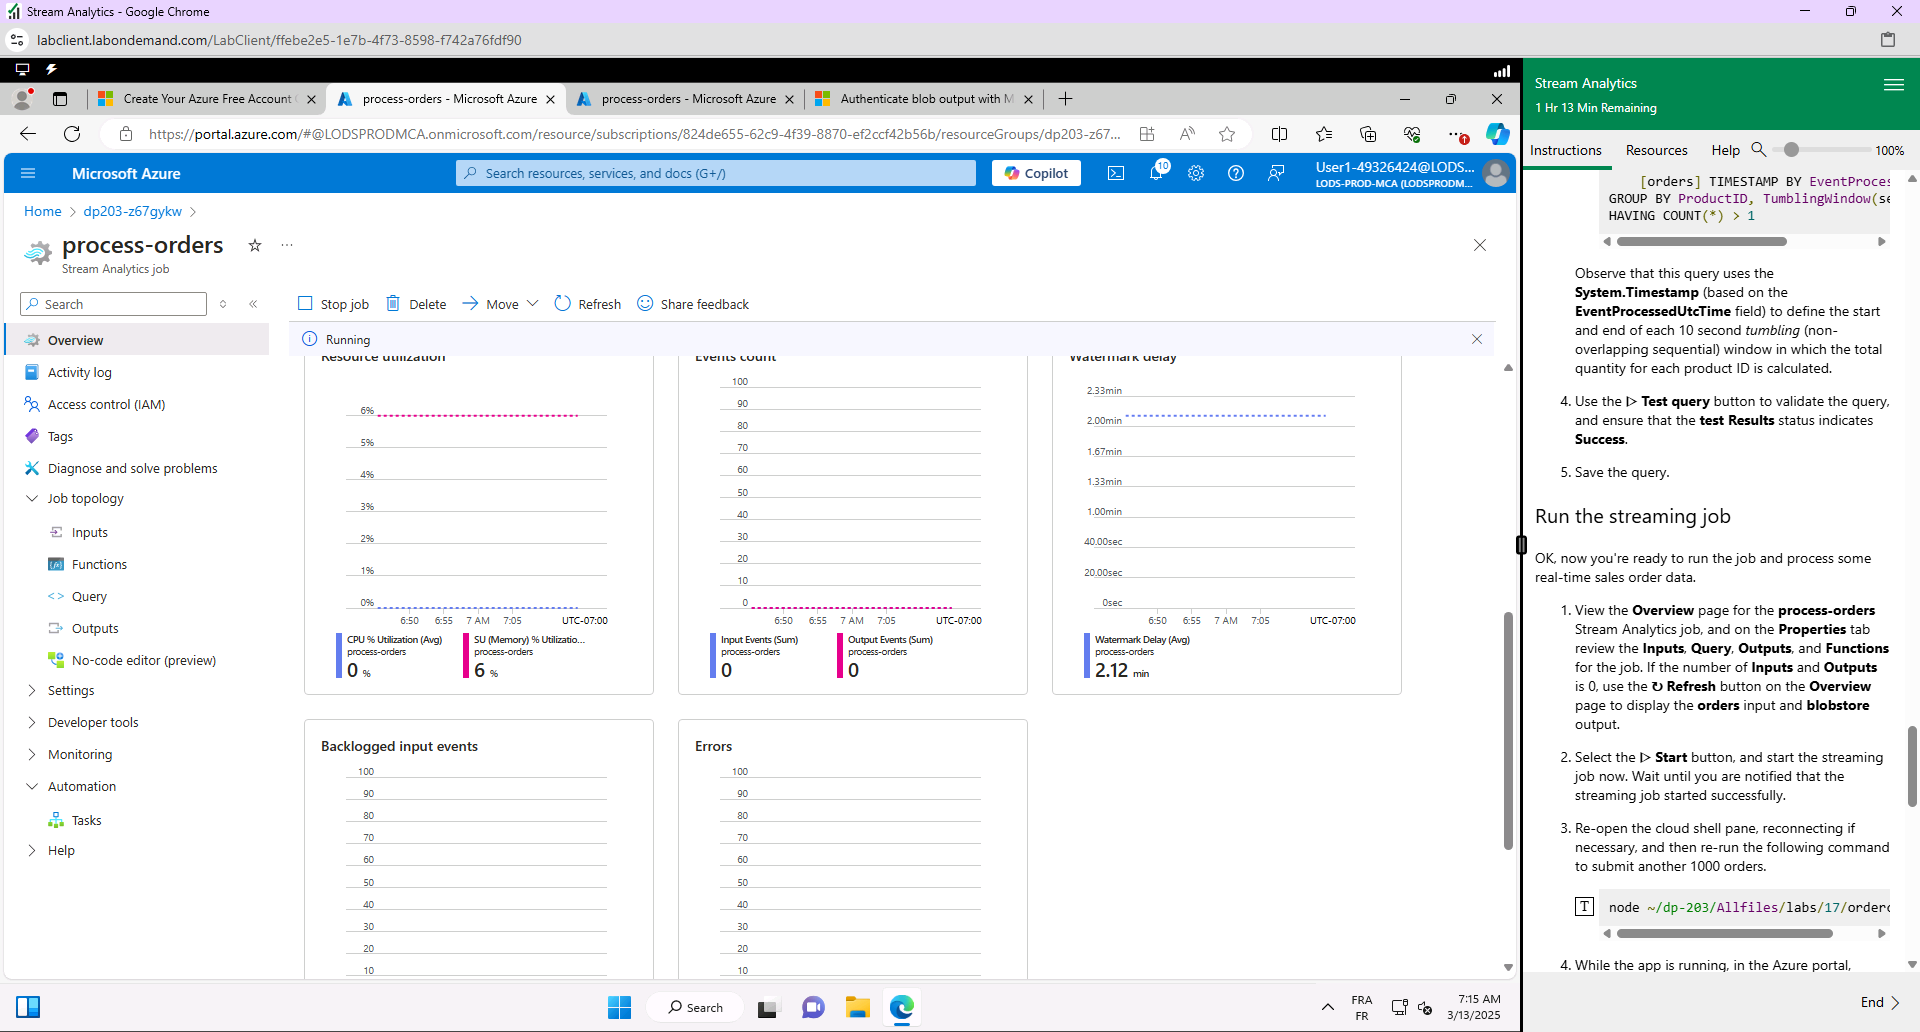 Stream Analytics - Google Chrome
labclient.labondemand.com/LabClient/ffebe2e5-1e7b-4f73-8598-f742a76fdf90
Create Your Azure Free Account
process-orders - Microsoft Azure
process-orders - Microsoft Azure
Authenticate blob output with M
https://portal.azure.com/#@LODSPRODMCA.onmicrosoft.com/resource/subscriptions/824de655-62c9-4f39-8870-ef2ccf42b56b/resourceGroups/dp203-z67...
Microsoft Azure
Search resources, services, and docs (G+/)
Copilot
10
User1-49326424@LODS...
LODS-PROD-MCA (LODSPRODM...
Home > dp203-z67gykw >
process-orders
Stream Analytics job
Search
Stop job
Delete
Move
Refresh
Share feedback
Running
Overview
Activity log
Access control (IAM)
Tags
Diagnose and solve problems
Job topology
Inputs
Functions
Query
Outputs
No-code editor (preview)
Settings
Developer tools
Monitoring
Automation
Tasks
Help
Resource utilization
6%
5%
4%
3%
2%
1%
0%
6:50 6:55 7 AM 7:05 UTC-07:00
CPU % Utilization (Avg)
process-orders
0 %
SU (Memory) % Utilizatio...
process-orders
6 %
Events count
100
90
80
70
60
50
40
30
20
10
0
6:50 6:55 7 AM 7:05 UTC-07:00
Input Events (Sum)
process-orders
0
Output Events (Sum)
process-orders
0
Watermark delay
2.33min
2.00min
1.67min
1.33min
1.00min
40.00sec
20.00sec
0sec
6:50 6:55 7 AM 7:05 UTC-07:00
Watermark Delay (Avg)
process-orders
2.12 min
Backlogged input events
100
90
80
70
60
50
40
30
20
10
Errors
100
90
80
70
60
50
40
30
20
10
Search
FRA
FR
7:15 AM
3/13/2025
Stream Analytics
1 Hr 13 Min Remaining
Instructions Resources Help
100%
[orders] TIMESTAMP BY EventProces
GROUP BY ProductID, TumblingWindow(se
HAVING COUNT(*) > 1
Observe that this query uses the
System.Timestamp (based on the
EventProcessedUtcTime field) to define the start
and end of each 10 second tumbling (non-
overlapping sequential) window in which the total
quantity for each product ID is calculated.
4. Use the ▷ Test query button to validate the query,
and ensure that the test Results status indicates
Success.
5. Save the query.
Run the streaming job
OK, now you're ready to run the job and process some
real-time sales order data.
1. View the Overview page for the process-orders
Stream Analytics job, and on the Properties tab
review the Inputs, Query, Outputs, and Functions
for the job. If the number of Inputs and Outputs
is 0, use the ↻ Refresh button on the Overview
page to display the orders input and blobstore
output.
2. Select the ▷ Start button, and start the streaming
job now. Wait until you are notified that the
streaming job started successfully.
3. Re-open the cloud shell pane, reconnecting if
necessary, and then re-run the following command
to submit another 1000 orders.
T
node ~/dp-203/Allfiles/labs/17/orderc
4. While the app is running, in the Azure portal,
End >